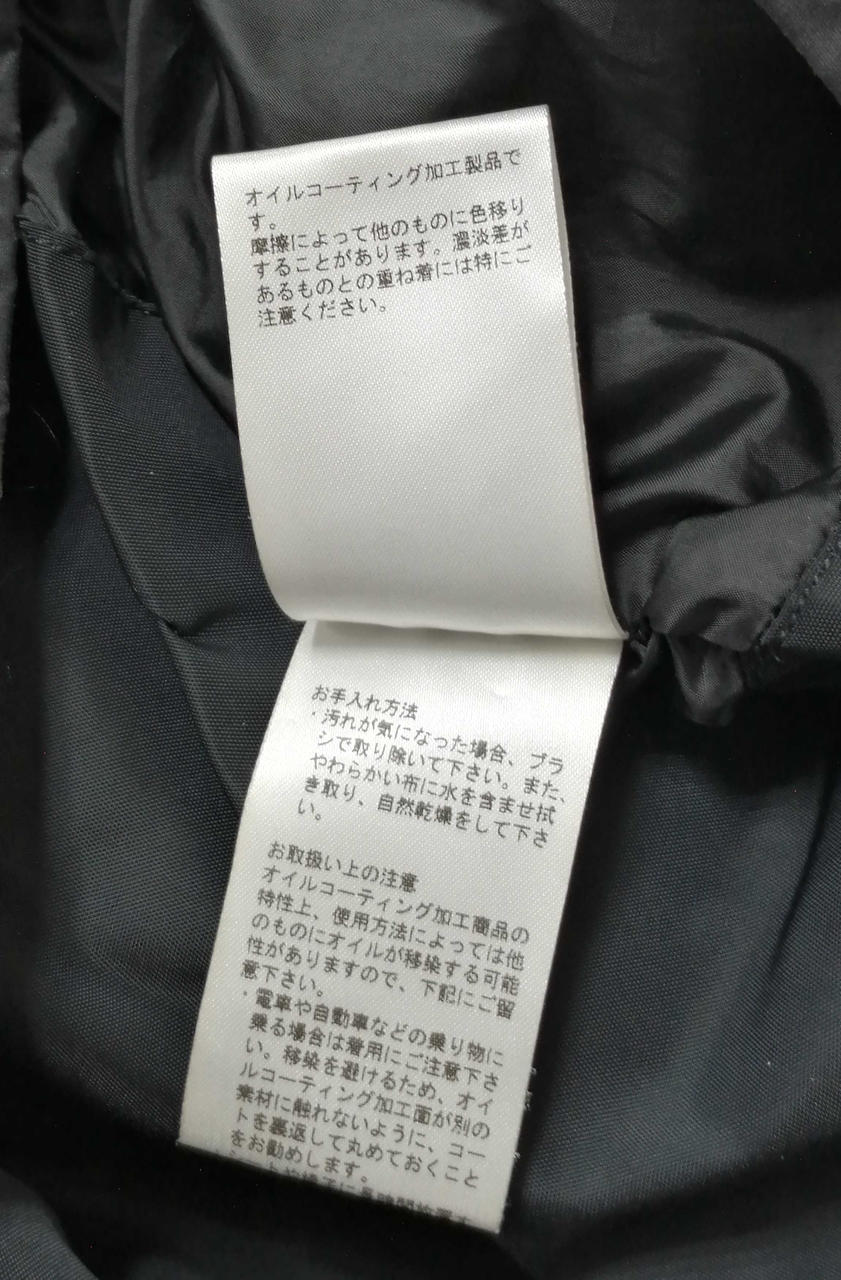 オイルコーティング加工製品で
す。
摩擦によって他のものに色移り
することがあります。濃淡差が
あるものとの重ね着には特にご
注意ください。
お手入れ方法
・汚れが気になった場合、ブラ
シで取り除いて下さい。また、
やわらかい布に水を含ませ拭
き取り、自然乾燥をして下さ
い。
お取扱い上の注意
オイルコーティング加工商品の
特性上、使用方法によっては他
のものにオイルが移染する可能
性がありますので、下記にご留
意下さい。
・電車や自動車などの乗り物に
乗る場合は着用にご注意下さ
い。移染を避けるため、オイ
ルコーティング加工面が別の
素材に触れないように、コー
トを裏返して丸めておくこと
をお勧めします。